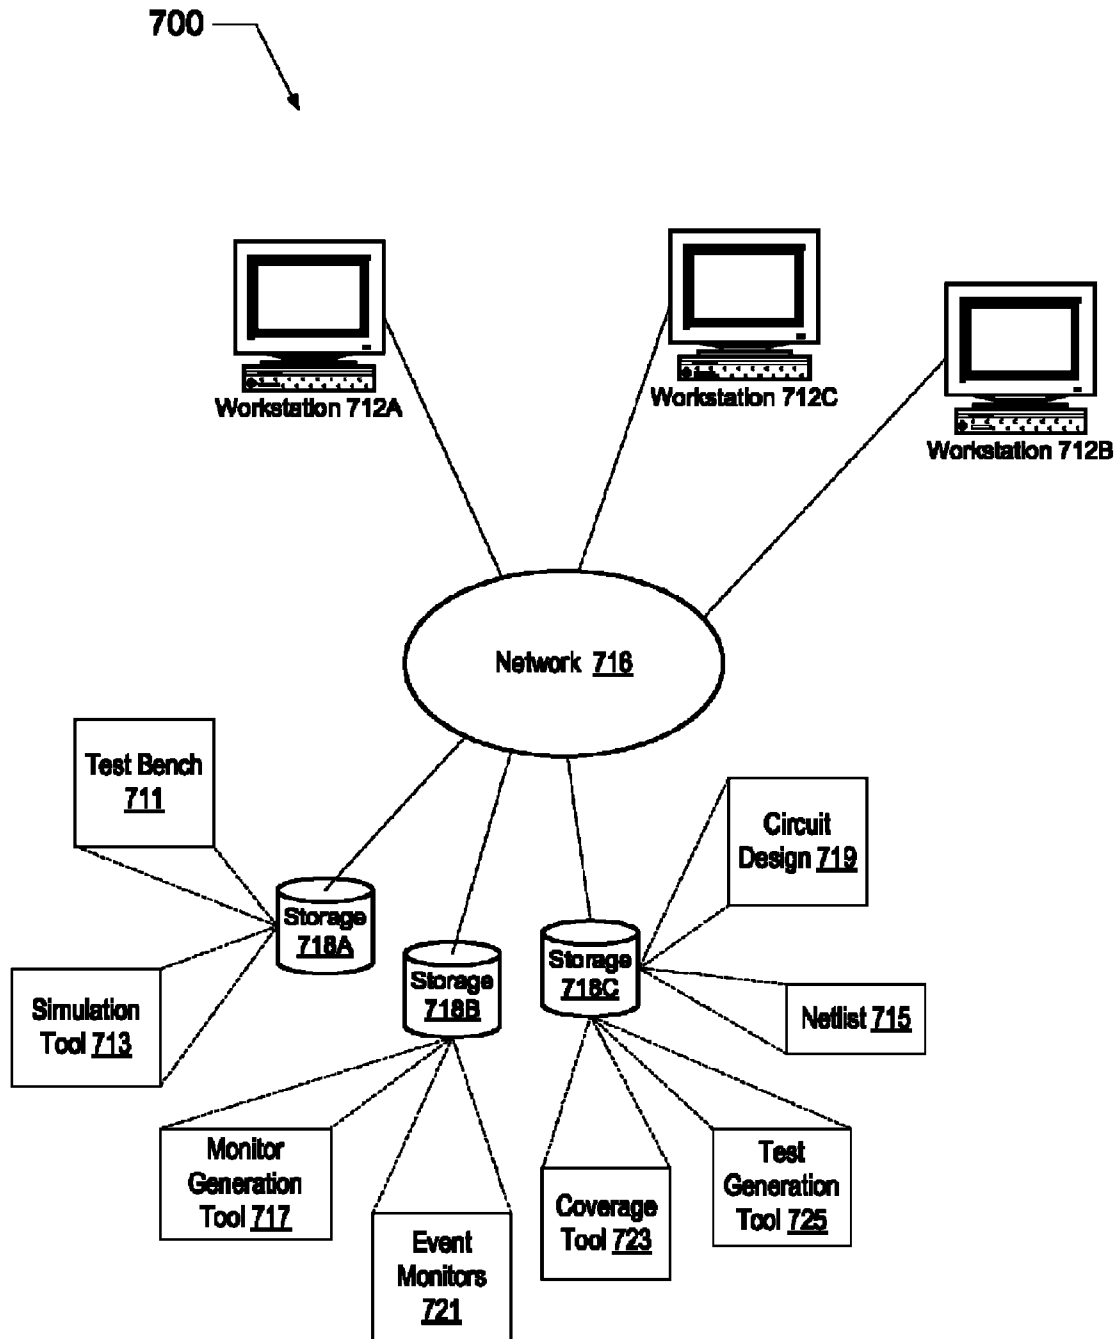 700
Workstation 712A
Workstation 712C
Workstation 712B
Network 716
Test Bench
711
Circuit
Design 719
Storage
718A
Storage
718B
Storage
718C
Simulation
Tool 713
Netlist 715
Monitor
Generation
Tool 717
Event
Monitors
721
Coverage
Tool 723
Test
Generation
Tool 725